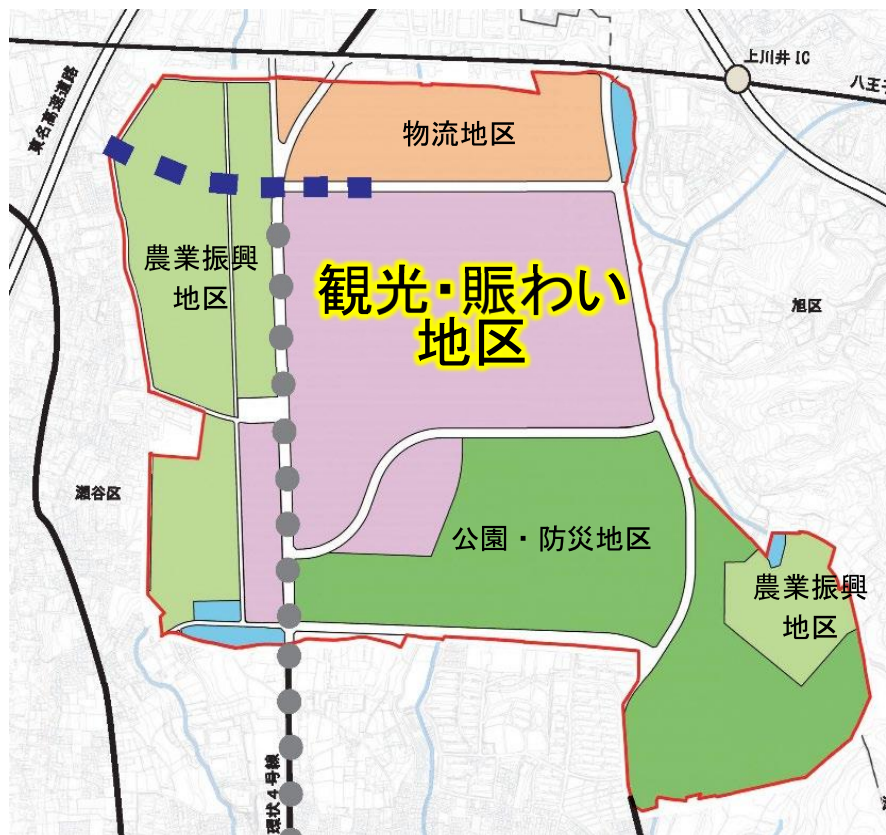 上川井IC
八王子
東名高速道路
物流地区
農業振興
地区
観光・賑わい
地区
旭区
瀬谷区
公園・防災地区
農業振興
地区
環状4号線